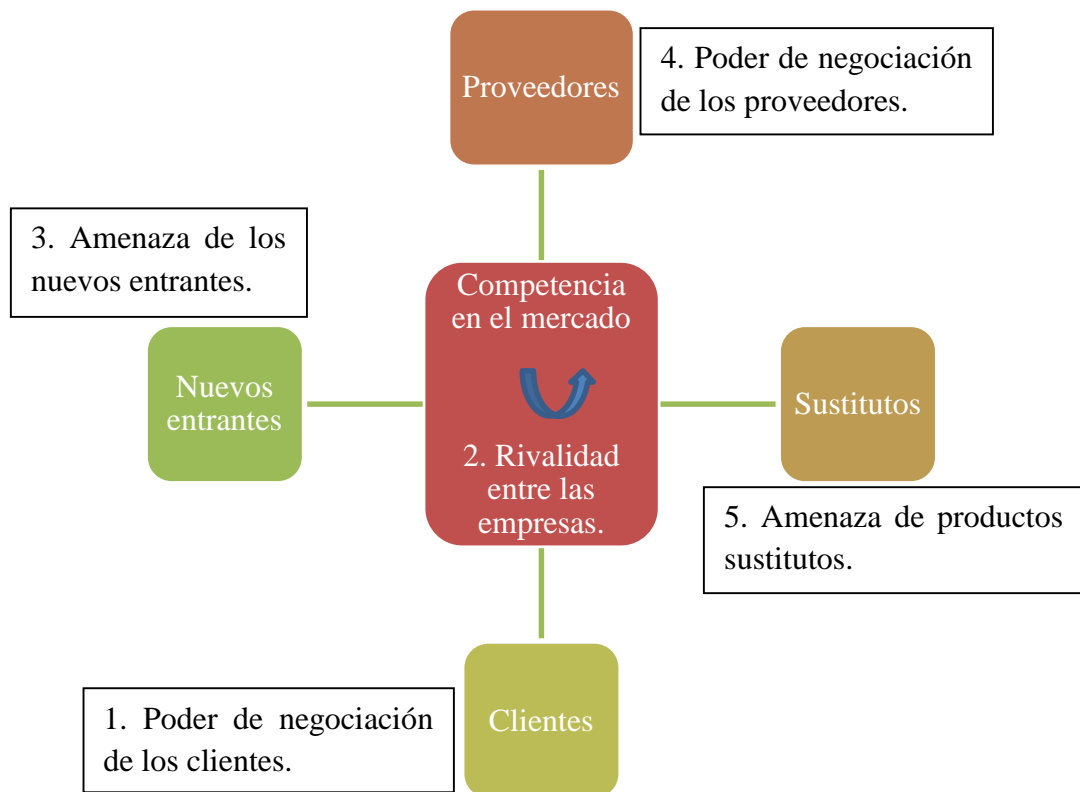 Proveedores
4. Poder de negociación
de los proveedores.
3. Amenaza de los
nuevos entrantes.
Competencia
en el mercado
Nuevos
entrantes
Sustitutos
2. Rivalidad
entre las
empresas.
5. Amenaza de productos
sustitutos.
1. Poder de negociación
de los clientes.
Clientes